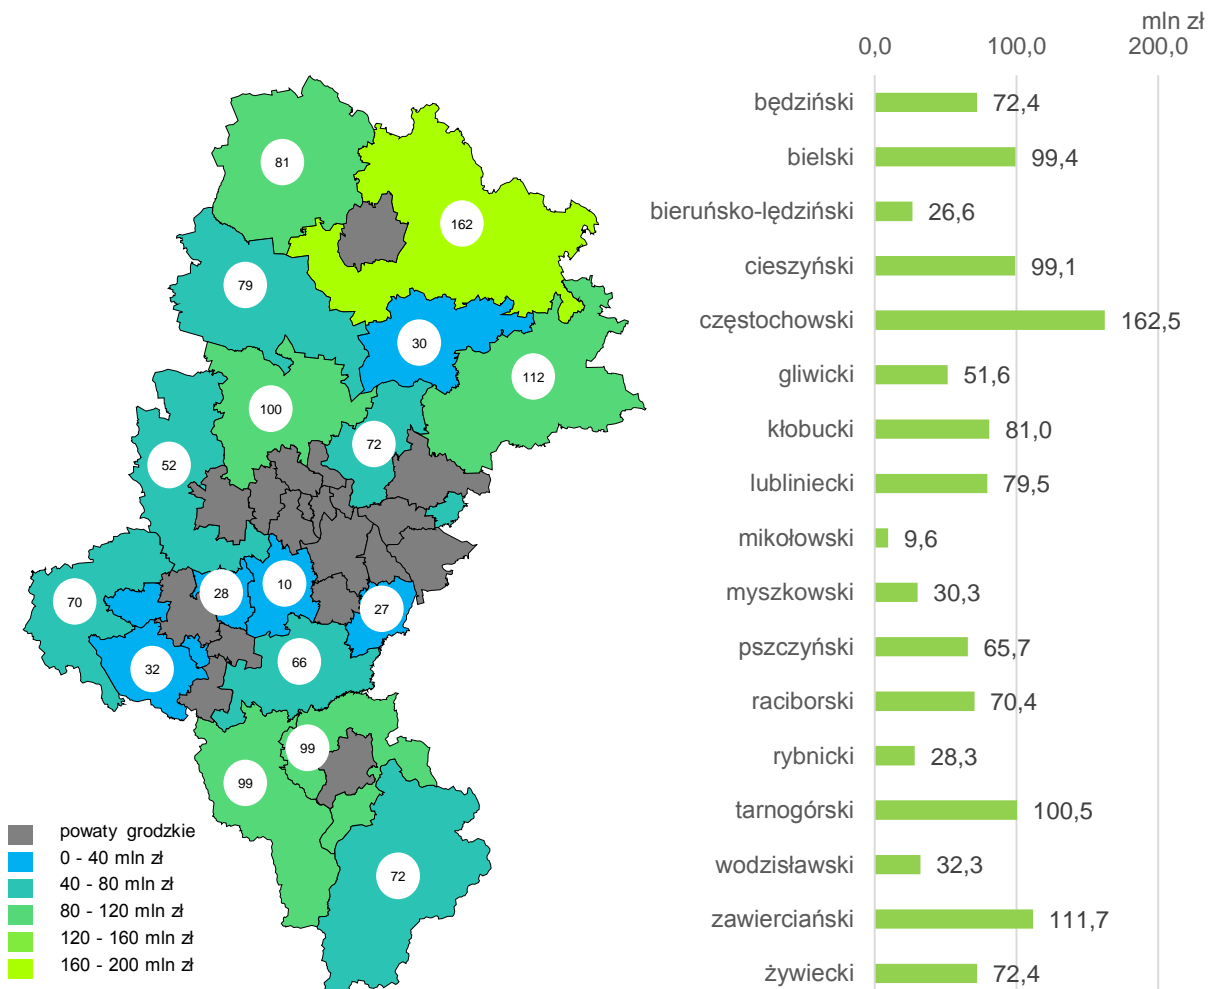 mln zł
0,0 100,0 200,0
będziński 72,4
bielski 99,4
bieruńsko-lędziński 26,6
cieszyński 99,1
częstochowski 162,5
gliwicki 51,6
kłobucki 81,0
lubliniecki 79,5
mikołowski 9,6
myszkowski 30,3
pszczyński 65,7
raciborski 70,4
rybnicki 28,3
tarnogórski 100,5
wodzisławski 32,3
zawierciański 111,7
żywiecki 72,4
81
162
79
30
112
100
72
52
10
28
70
27
66
32
99
99
72
powaty grodzkie
0 - 40 mln zł
40 - 80 mln zł
80 - 120 mln zł
120 - 160 mln zł
160 - 200 mln zł